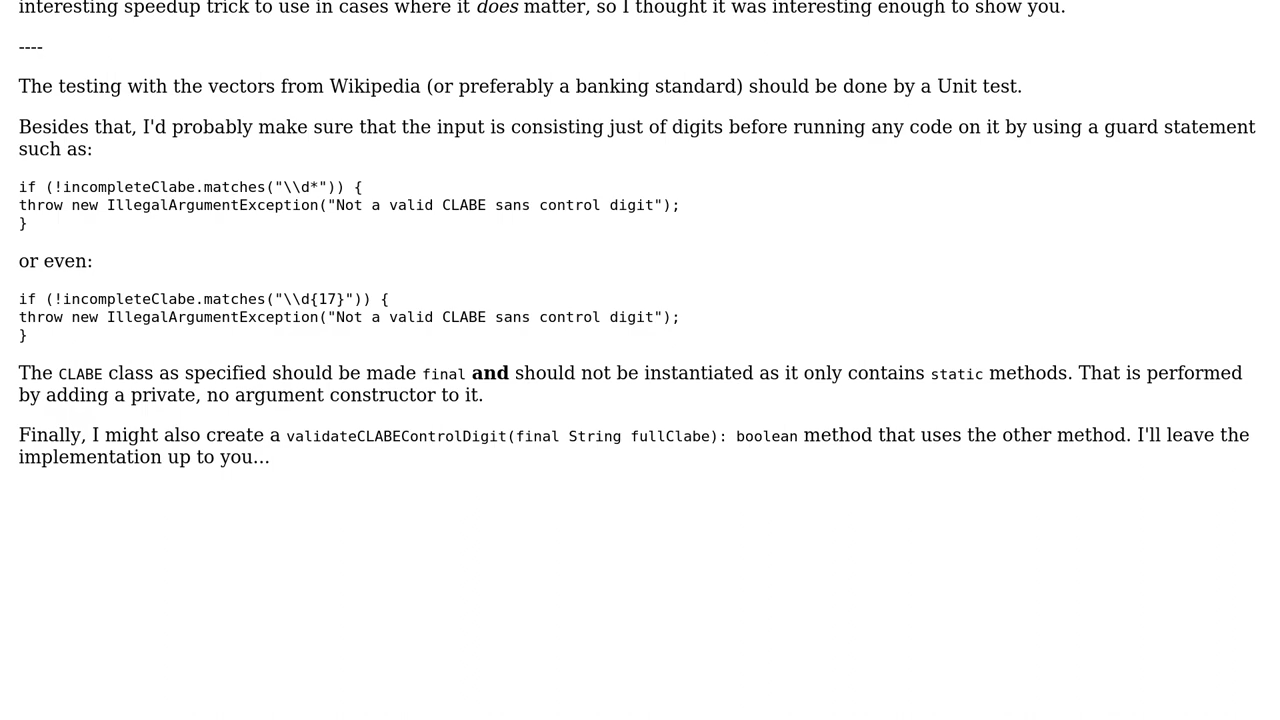 interesting speedup trick to use in cases where it does matter, so I thought it was interesting enough to show you.
----
The testing with the vectors from Wikipedia (or preferably a banking standard) should be done by a Unit test.
Besides that, I'd probably make sure that the input is consisting just of digits before running any code on it by using a guard statement
such as:
if (!incompleteClabe.matches("\\d*")) {
throw new IllegalArgumentException("Not a valid CLABE sans control digit");
}
or even:
if (!incompleteClabe.matches("\\d{17}")) {
throw new IllegalArgumentException("Not a valid CLABE sans control digit");
}
The CLABE class as specified should be made final and should not be instantiated as it only contains static methods. That is performed
by adding a private, no argument constructor to it.
Finally, I might also create a validateCLABEControlDigit(final String fullClabe): boolean method that uses the other method. I'll leave the
implementation up to you...